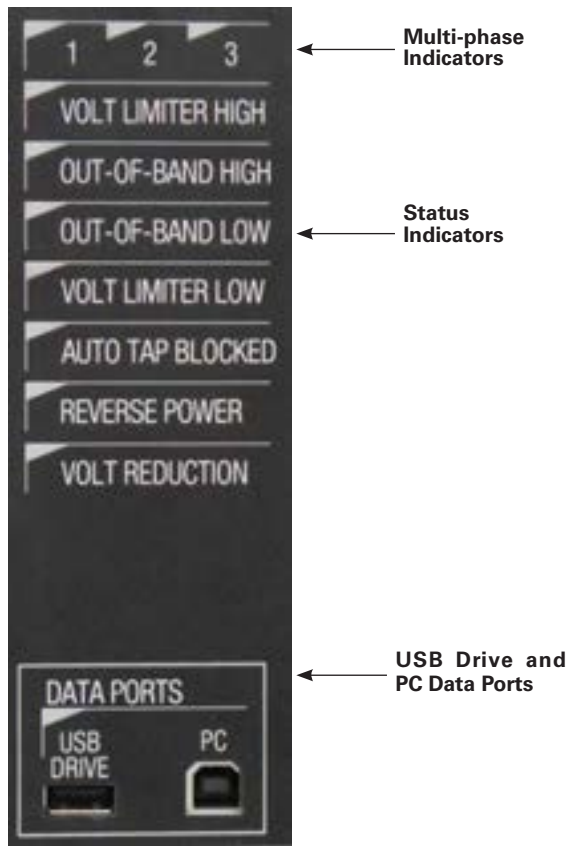 1 2 3
Multi-phase
Indicators
VOLT LIMITER HIGH
OUT-OF-BAND HIGH
OUT-OF-BAND LOW
Status
Indicators
VOLT LIMITER LOW
AUTO TAP BLOCKED
REVERSE POWER
VOLT REDUCTION
USB Drive and
PC Data Ports
DATA PORTS
USB
DRIVE
PC